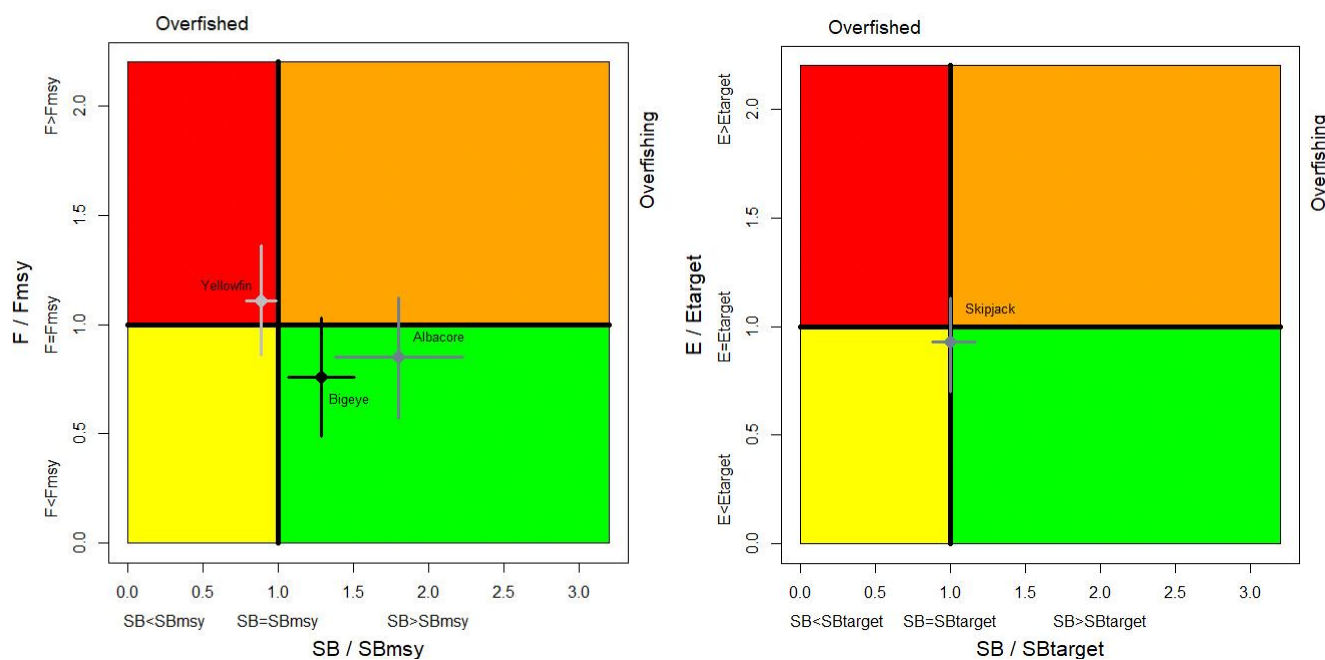 Overfished
Overfishing
F / Fmsy
F>Fmsy
F=Fmsy
F<Fmsy
2.0
1.5
1.0
0.5
0.0
Yellowfin
Albacore
Bigeye
0.0 0.5 1.0 1.5 2.0 2.5 3.0
SB<SBmsy SB=SBmsy SB>SBmsy
SB / SBmsy
Overfished
Overfishing
E / Etarget
E>Etarget
E=Etarget
E<Etarget
2.0
1.5
1.0
0.5
0.0
Skipjack
0.0 0.5 1.0 1.5 2.0 2.5 3.0
SB<SBtarget SB=SBtarget SB>SBtarget
SB / SBtarget